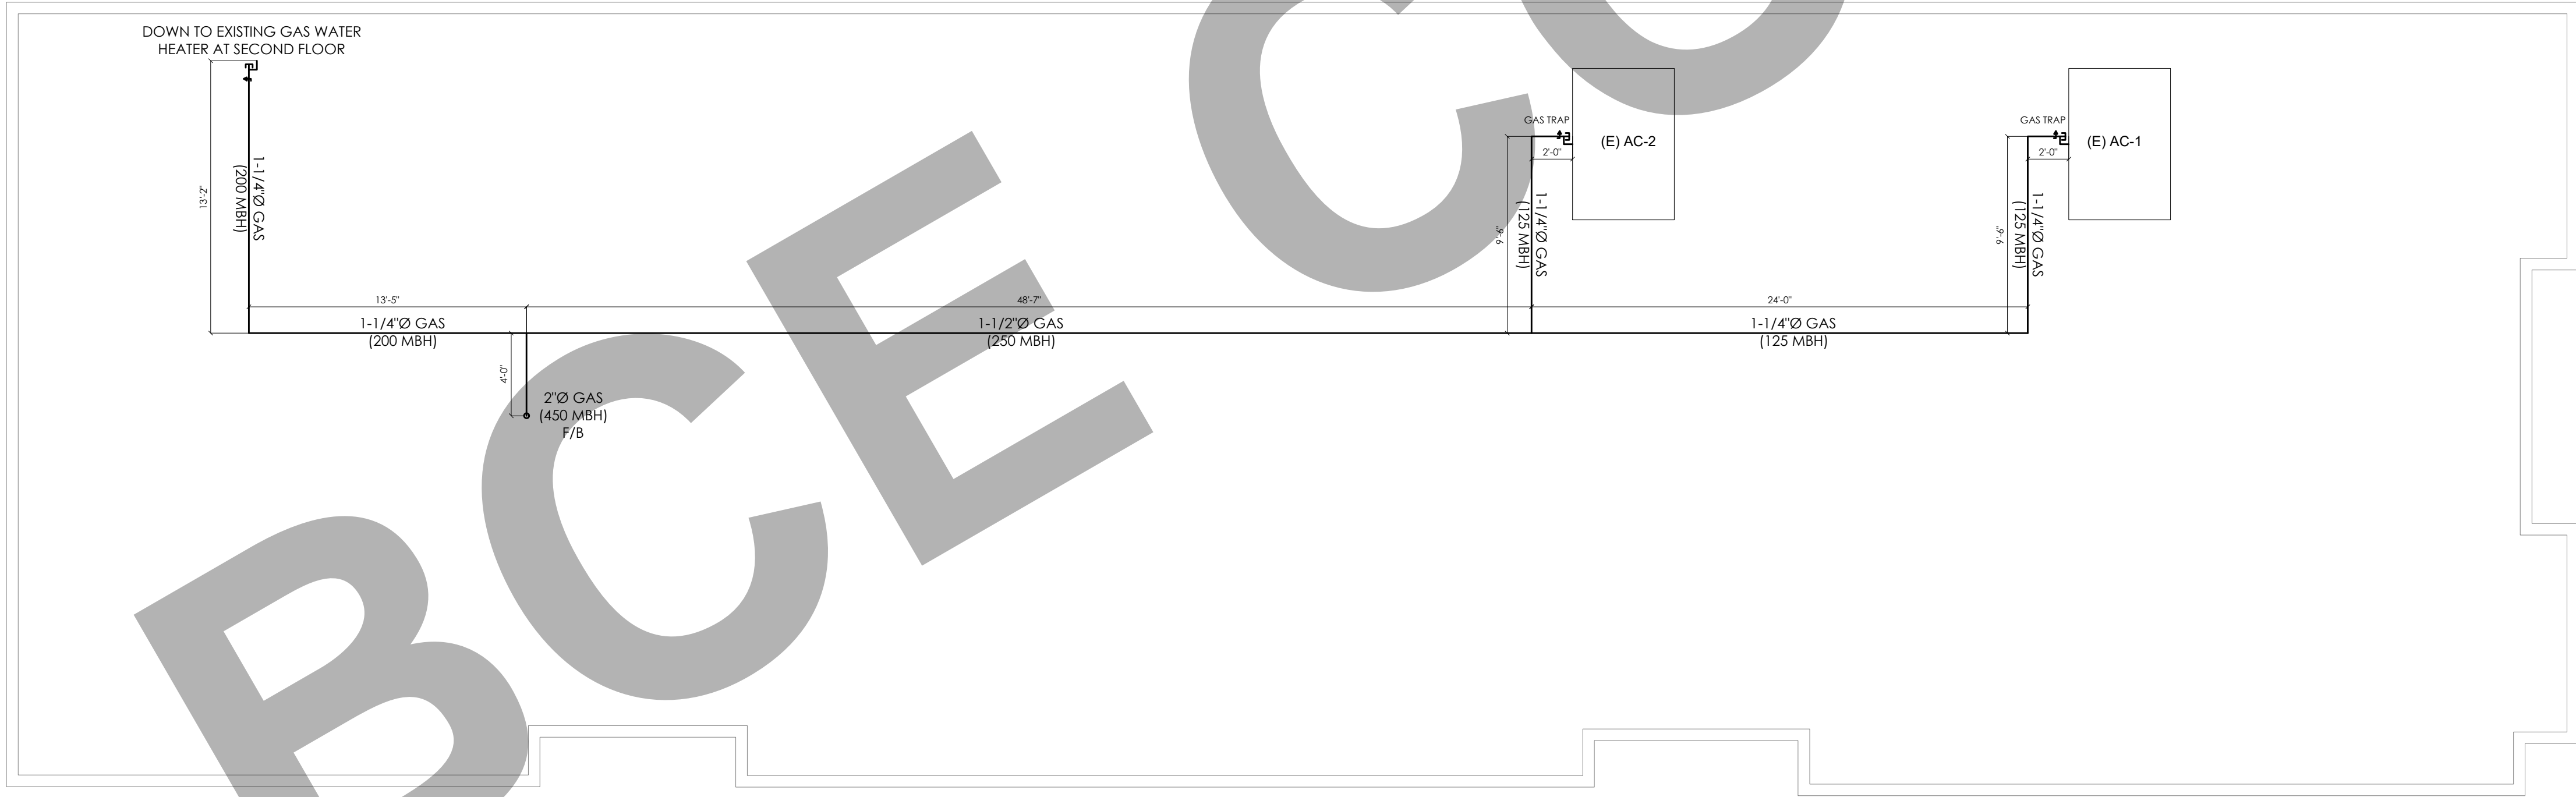 DOWN TO EXISTING GAS WATER
HEATER AT SECOND FLOOR
13'-2"
1-1/4"Ø GAS
(200 MBH)
GAS TRAP
2'-0"
(E) AC-2
9'-6"
1-1/4"Ø GAS
(125 MBH)
GAS TRAP
2'-0"
(E) AC-1
9'-6"
1-1/4"Ø GAS
(125 MBH)
13'-5"
1-1/4"Ø GAS
(200 MBH)
48'-7"
1-1/2"Ø GAS
(250 MBH)
24'-0"
1-1/4"Ø GAS
(125 MBH)
4'-0"
2"Ø GAS
(450 MBH)
F/B
BCE CO